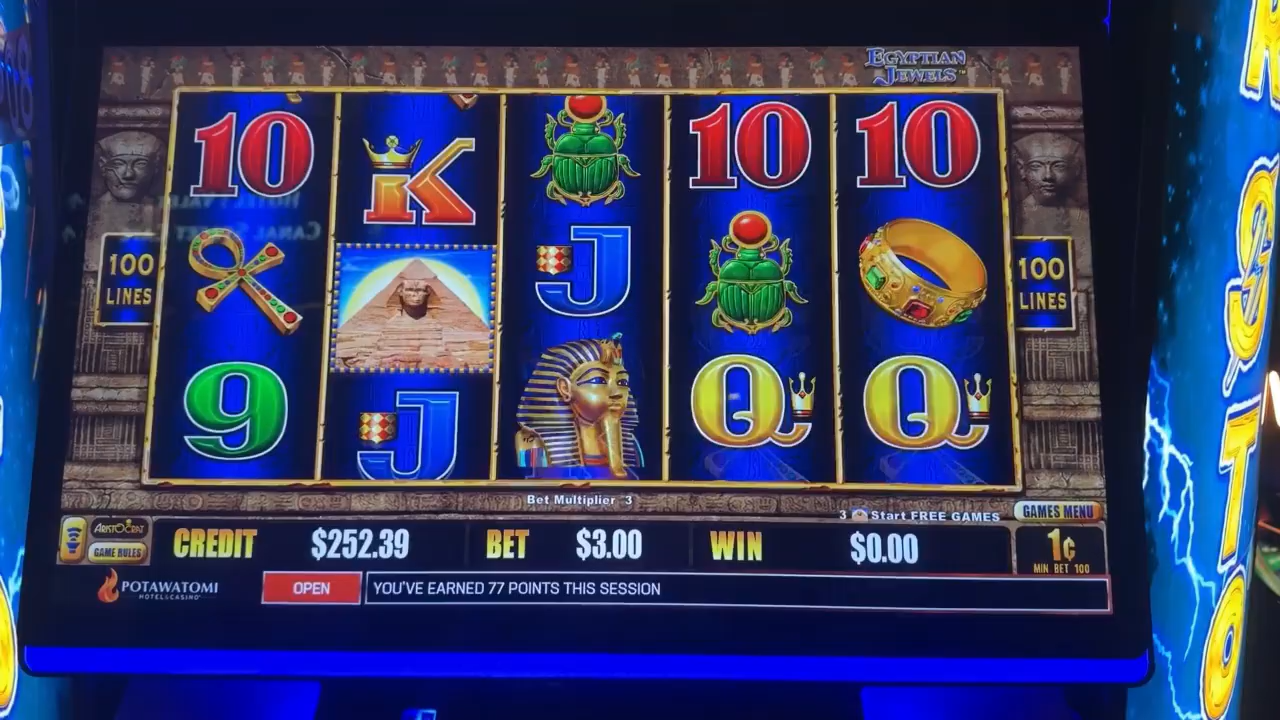 EGYPTIAN
JEWELS™
10 K 10 10
100
LINES
J
100
LINES
9 J Q Q
Bet Multiplier 3
3 Start FREE GAMES
GAMES MENU
ARISTOCRAT
GAME RULES
CREDIT $252.39 BET $3.00 WIN $0.00
1¢
MIN BET 100
POTAWATOMI
HOTEL & CASINO
OPEN
YOU'VE EARNED 77 POINTS THIS SESSION